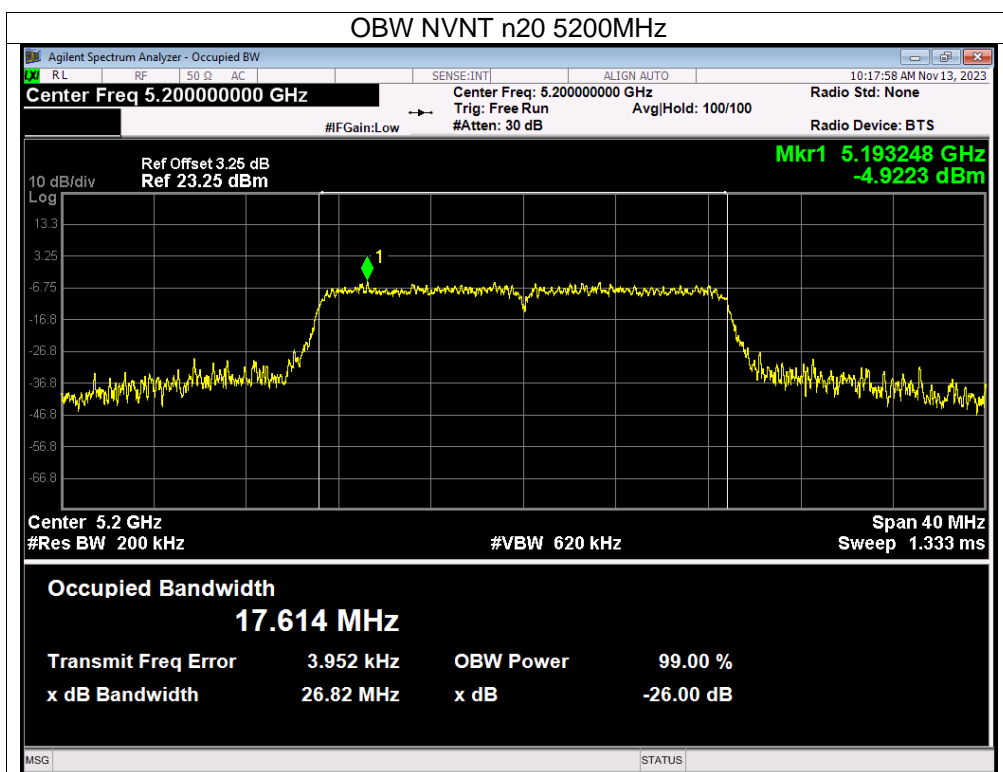 OBW NVNT n20 5200MHz
Agilent Spectrum Analyzer - Occupied BW
LXI RL RF 50 Ω AC SENSE:INT ALIGN AUTO 10:17:58 AM Nov 13, 2023
Center Freq 5.200000000 GHz Center Freq: 5.200000000 GHz Radio Std: None
Trig: Free Run Avg|Hold: 100/100
#IFGain:Low #Atten: 30 dB Radio Device: BTS
Mkr1 5.193248 GHz
-4.9223 dBm
Ref Offset 3.25 dB
10 dB/div Ref 23.25 dBm
Log
13.3
3.25
1
-6.75
-16.8
-26.8
-36.8
-46.8
-56.8
-66.8
Center 5.2 GHz Span 40 MHz
#Res BW 200 kHz #VBW 620 kHz Sweep 1.333 ms
Occupied Bandwidth
17.614 MHz
Transmit Freq Error 3.952 kHz OBW Power 99.00 %
x dB Bandwidth 26.82 MHz x dB -26.00 dB
MSG STATUS